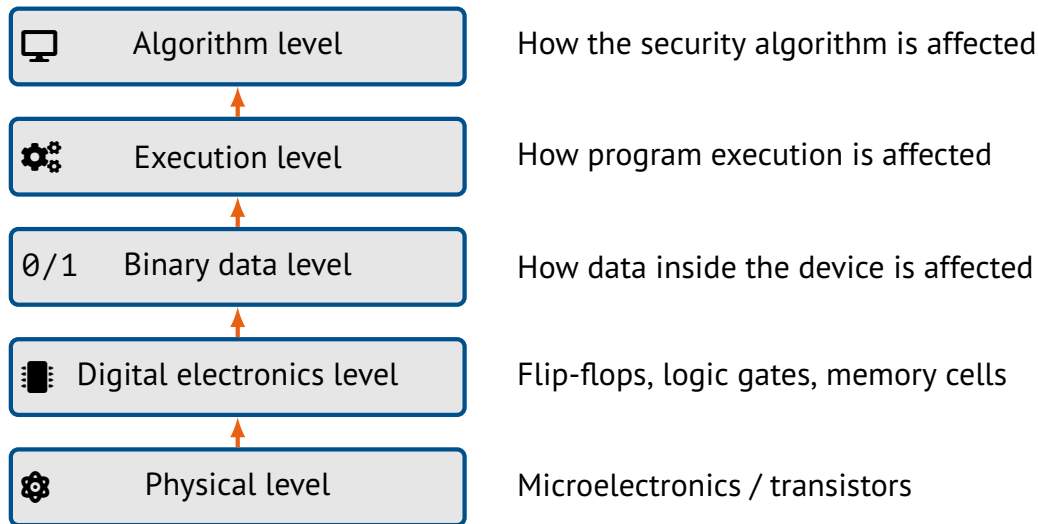 Algorithm level
How the security algorithm is affected
Execution level
How program execution is affected
0/1 Binary data level
How data inside the device is affected
Digital electronics level
Flip-flops, logic gates, memory cells
Physical level
Microelectronics / transistors